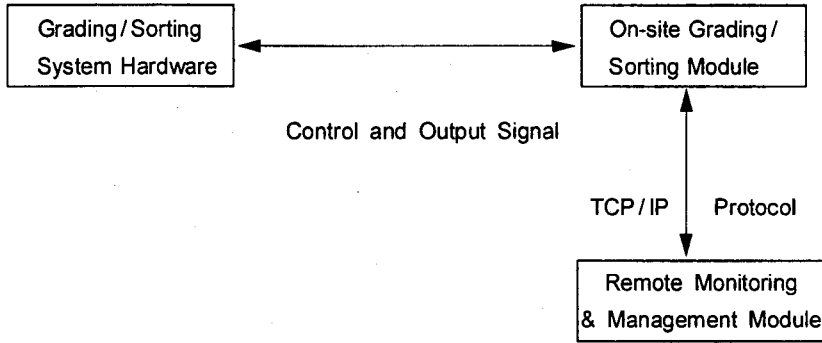 Grading / Sorting
System Hardware
On-site Grading /
Sorting Module
Control and Output Signal
TCP / IP Protocol
Remote Monitoring
& Management Module